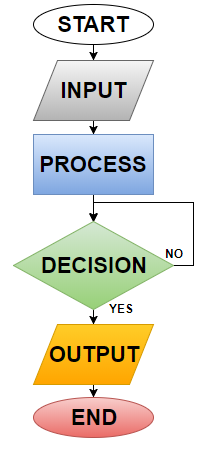 START
INPUT
PROCESS
DECISION
NO
YES
OUTPUT
END